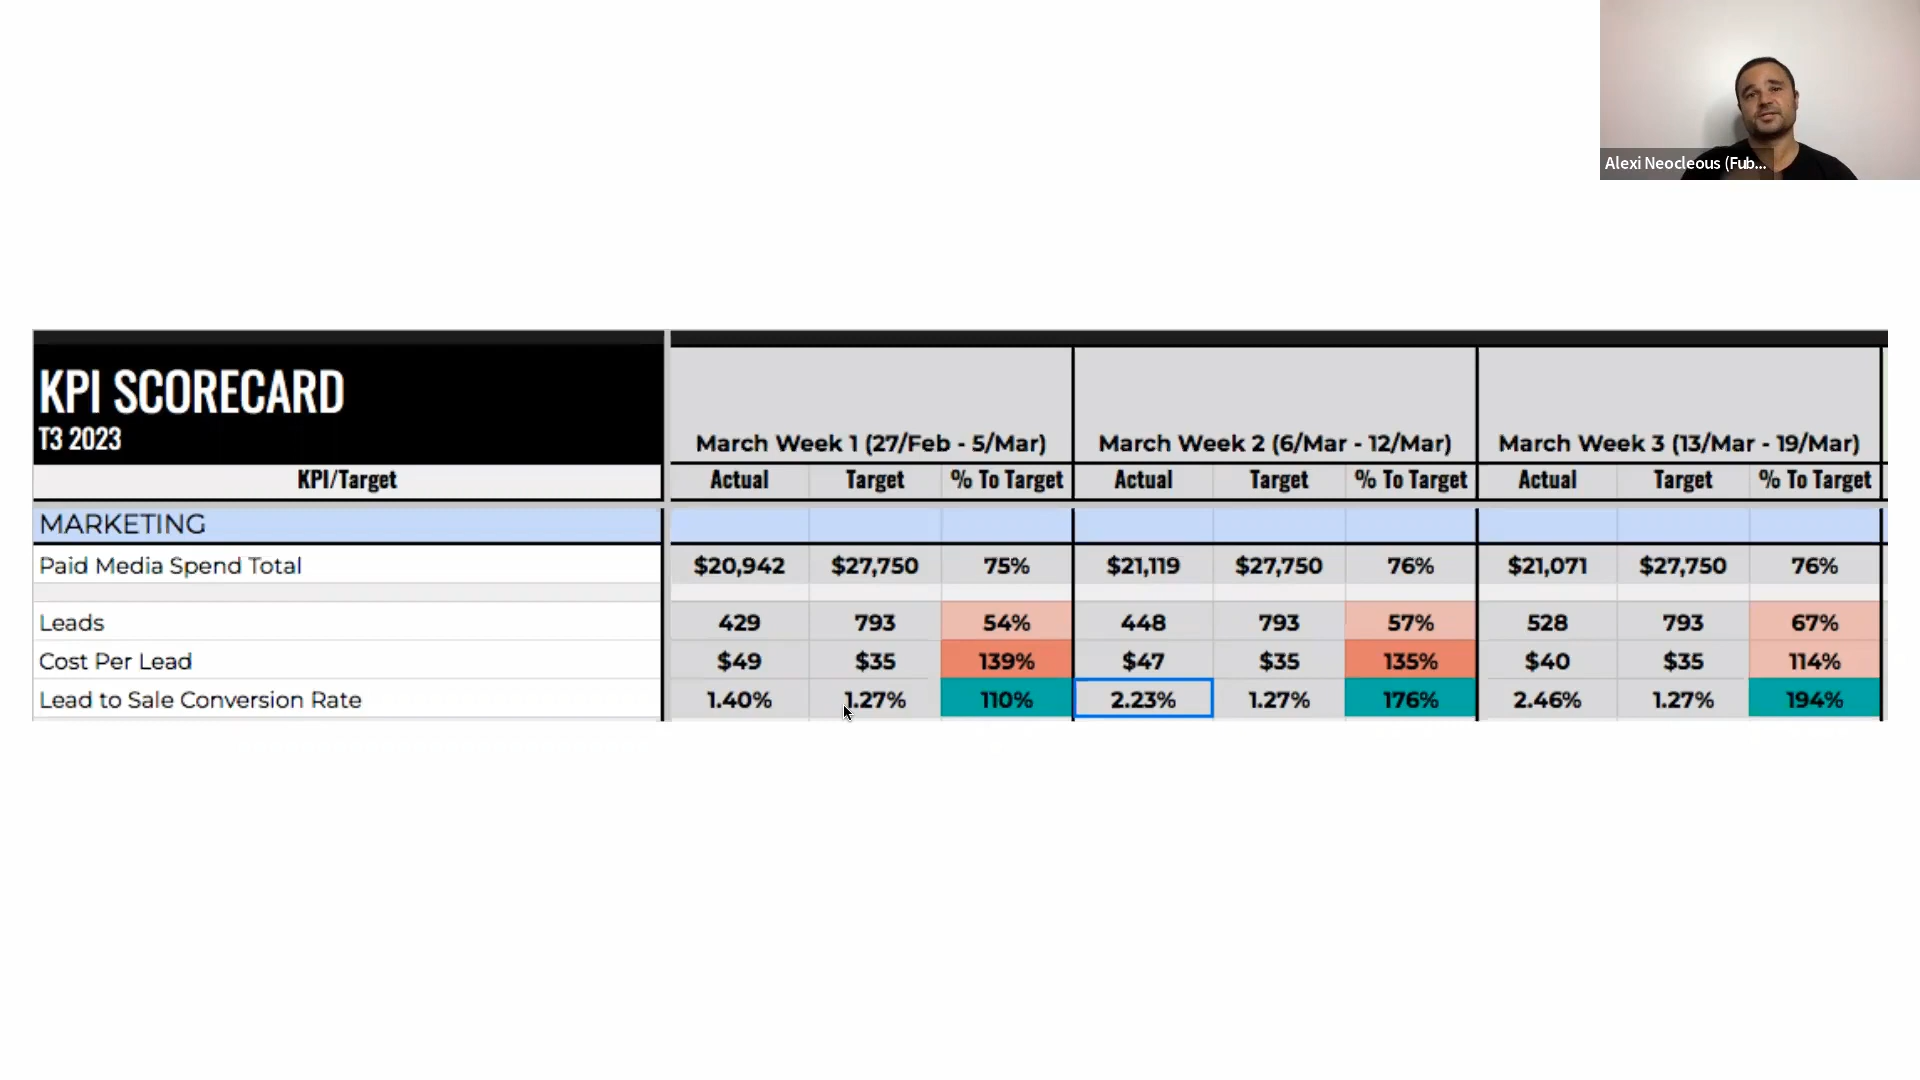 Alexi Neocleous (Fub...
KPI SCORECARD
T3 2023
March Week 1 (27/Feb - 5/Mar) March Week 2 (6/Mar - 12/Mar) March Week 3 (13/Mar - 19/Mar)
KPI/Target Actual Target % To Target Actual Target % To Target Actual Target % To Target
MARKETING
Paid Media Spend Total $20,942 $27,750 75% $21,119 $27,750 76% $21,071 $27,750 76%
Leads 429 793 54% 448 793 57% 528 793 67%
Cost Per Lead $49 $35 139% $47 $35 135% $40 $35 114%
Lead to Sale Conversion Rate 1.40% 1.27% 110% 2.23% 1.27% 176% 2.46% 1.27% 194%